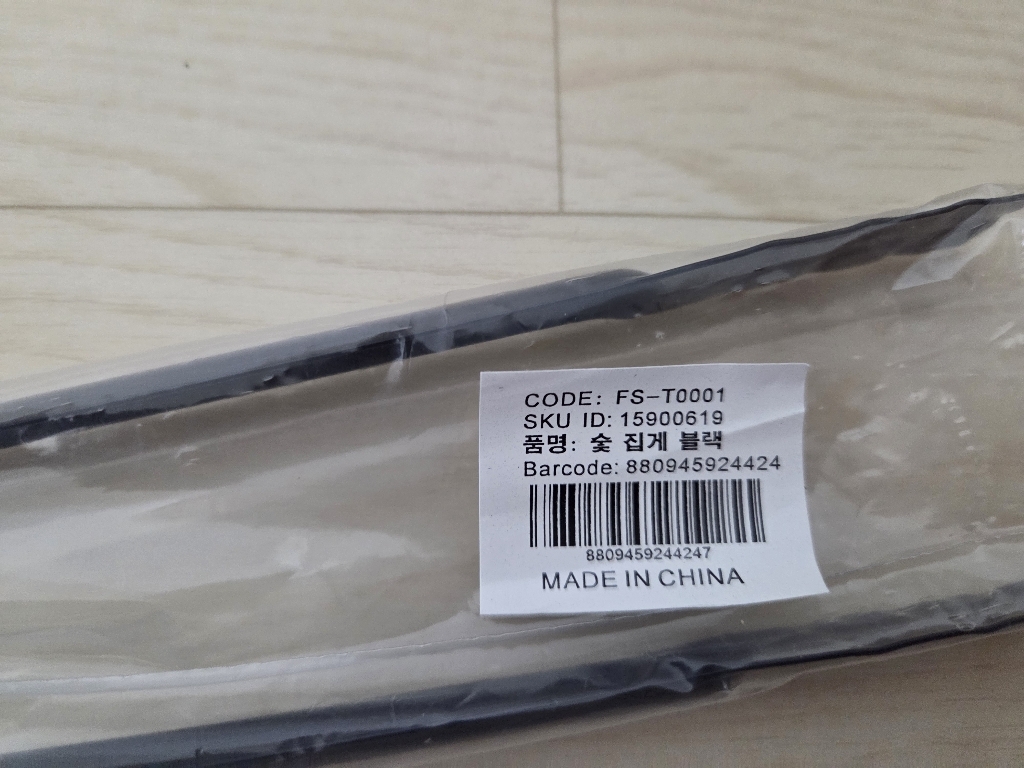 CODE: FS-T0001
SKU ID: 15900619
품명: 숯 집게 블랙
Barcode: 880945924424
8809459244247
MADE IN CHINA